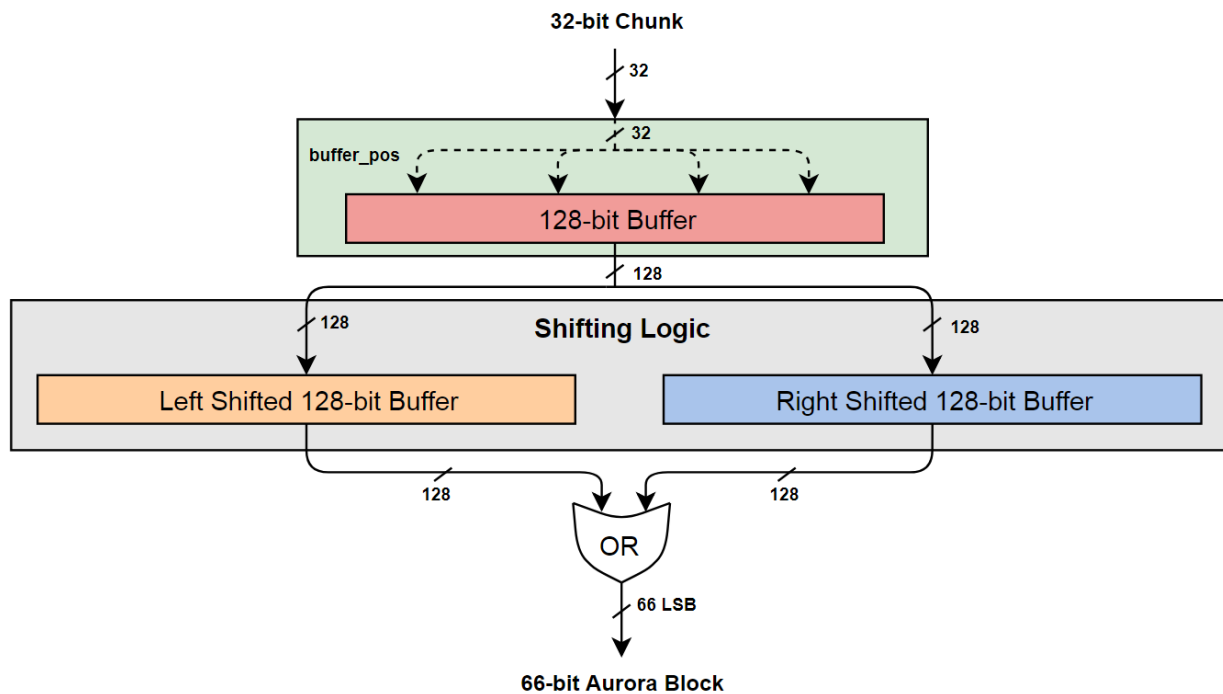 32-bit Chunk
32
32
buffer_pos
128-bit Buffer
128
128
Shifting Logic
128
Left Shifted 128-bit Buffer
Right Shifted 128-bit Buffer
128
128
OR
66 LSB
66-bit Aurora Block